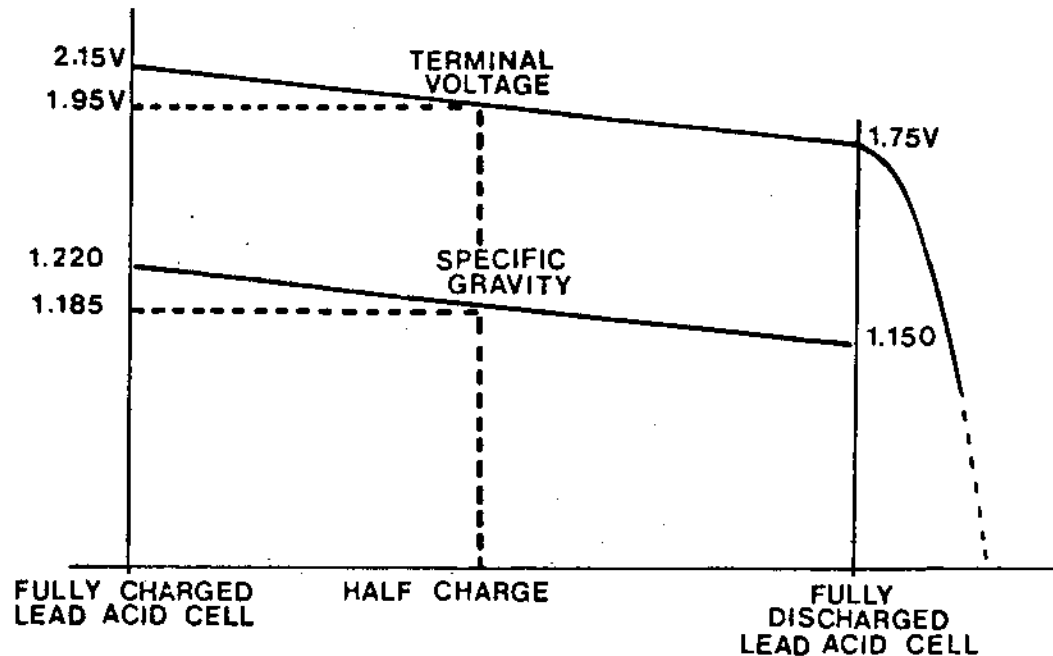 2.15V
TERMINAL
VOLTAGE
1.95V
1.75V
1.220
SPECIFIC
GRAVITY
1.185
1.150
FULLY CHARGED
LEAD ACID CELL
HALF CHARGE
FULLY
DISCHARGED
LEAD ACID CELL